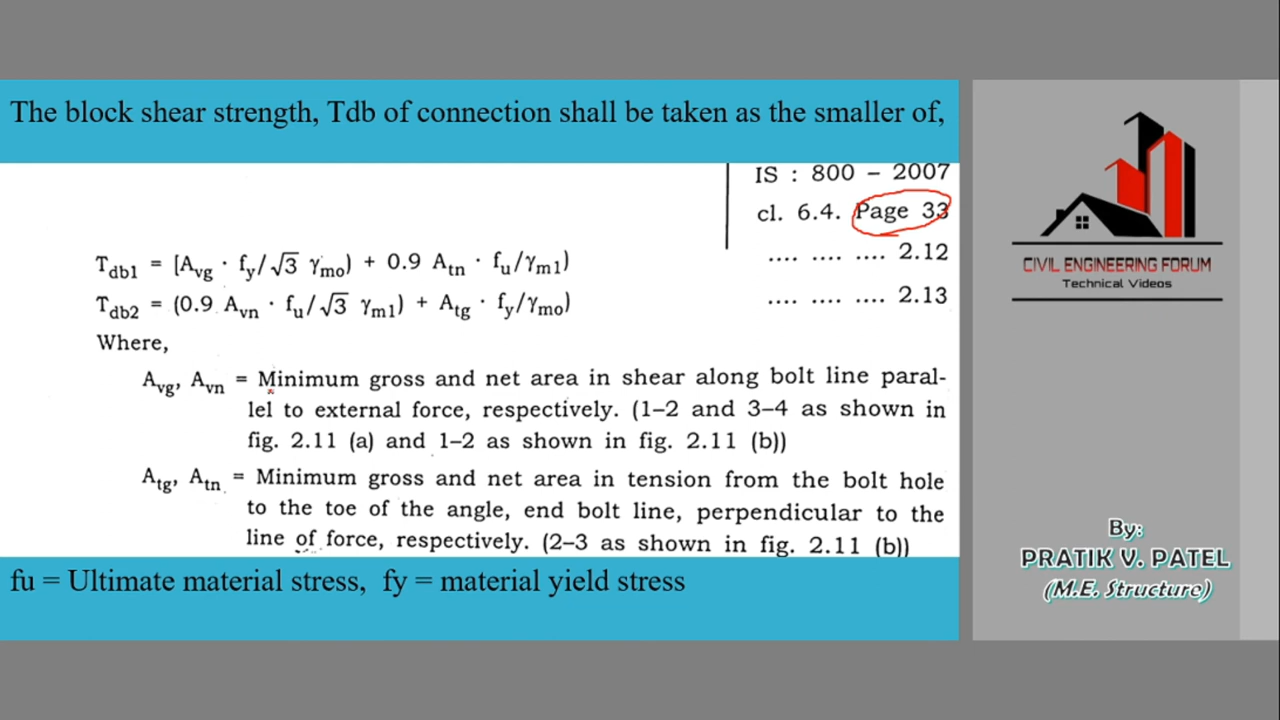 The block shear strength, Tdb of connection shall be taken as the smaller of,
IS : 800 – 2007
cl. 6.4. Page 33
T_db1 = [A_vg · f_y/√3 γ_mo) + 0.9 A_tn · f_u/γ_m1) .... .... .... 2.12
T_db2 = (0.9 A_vn · f_u/√3 γ_m1) + A_tg · f_y/γ_mo) .... .... .... 2.13
Where,
A_vg, A_vn = Minimum gross and net area in shear along bolt line paral-
lel to external force, respectively. (1–2 and 3–4 as shown in
fig. 2.11 (a) and 1–2 as shown in fig. 2.11 (b))
A_tg, A_tn = Minimum gross and net area in tension from the bolt hole
to the toe of the angle, end bolt line, perpendicular to the
line of force, respectively. (2–3 as shown in fig. 2.11 (b))
fu = Ultimate material stress, fy = material yield stress
CIVIL ENGINEERING FORUM
Technical Videos
By:
PRATIK V. PATEL
(M.E. Structure)